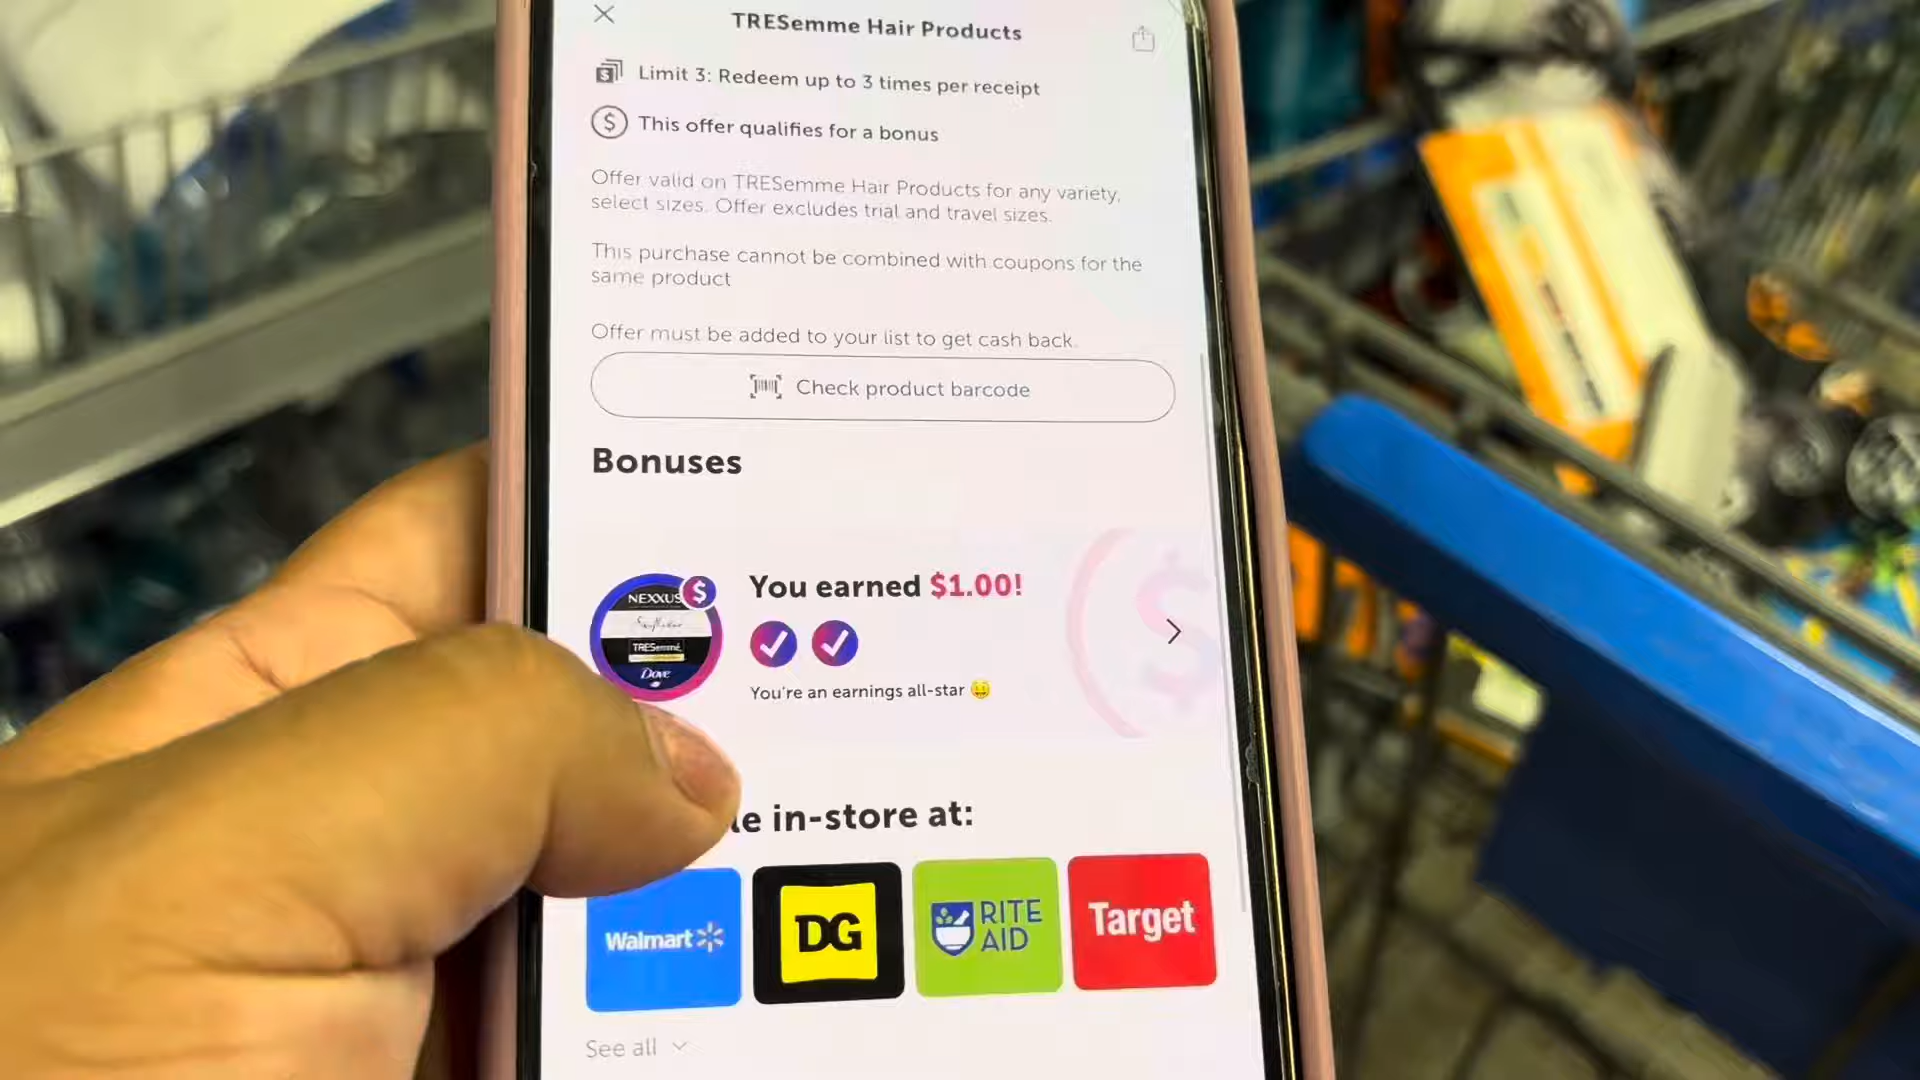 TRESemme Hair Products
Limit 3: Redeem up to 3 times per receipt
This offer qualifies for a bonus
Offer valid on TRESemme Hair Products for any variety,
select sizes. Offer excludes trial and travel sizes.
This purchase cannot be combined with coupons for the
same product
Offer must be added to your list to get cash back.
Check product barcode
Bonuses
NEXXUS
TRESemmé
Dove
You earned $1.00!
You're an earnings all-star
le in-store at:
Walmart
DG
RITE
AID
Target
See all